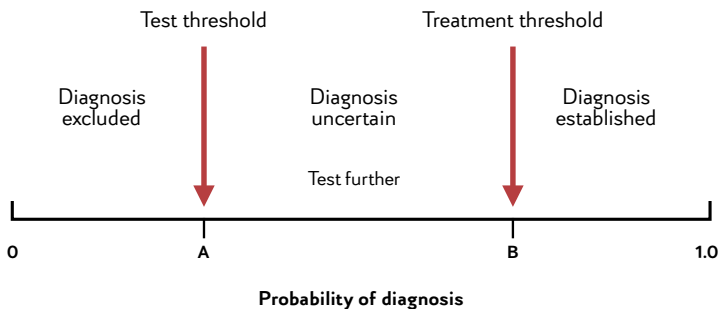 Test threshold
Treatment threshold
Diagnosis
excluded
Diagnosis
uncertain
Diagnosis
established
Test further
0
A
B
1.0
Probability of diagnosis